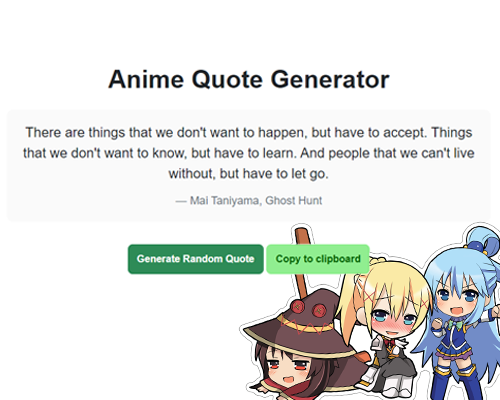 Anime Quote Generator
There are things that we don't want to happen, but have to accept. Things
that we don't want to know, but have to learn. And people that we can't live
without, but have to let go.
— Mai Taniyama, Ghost Hunt
Generate Random Quote
Copy to clipboard